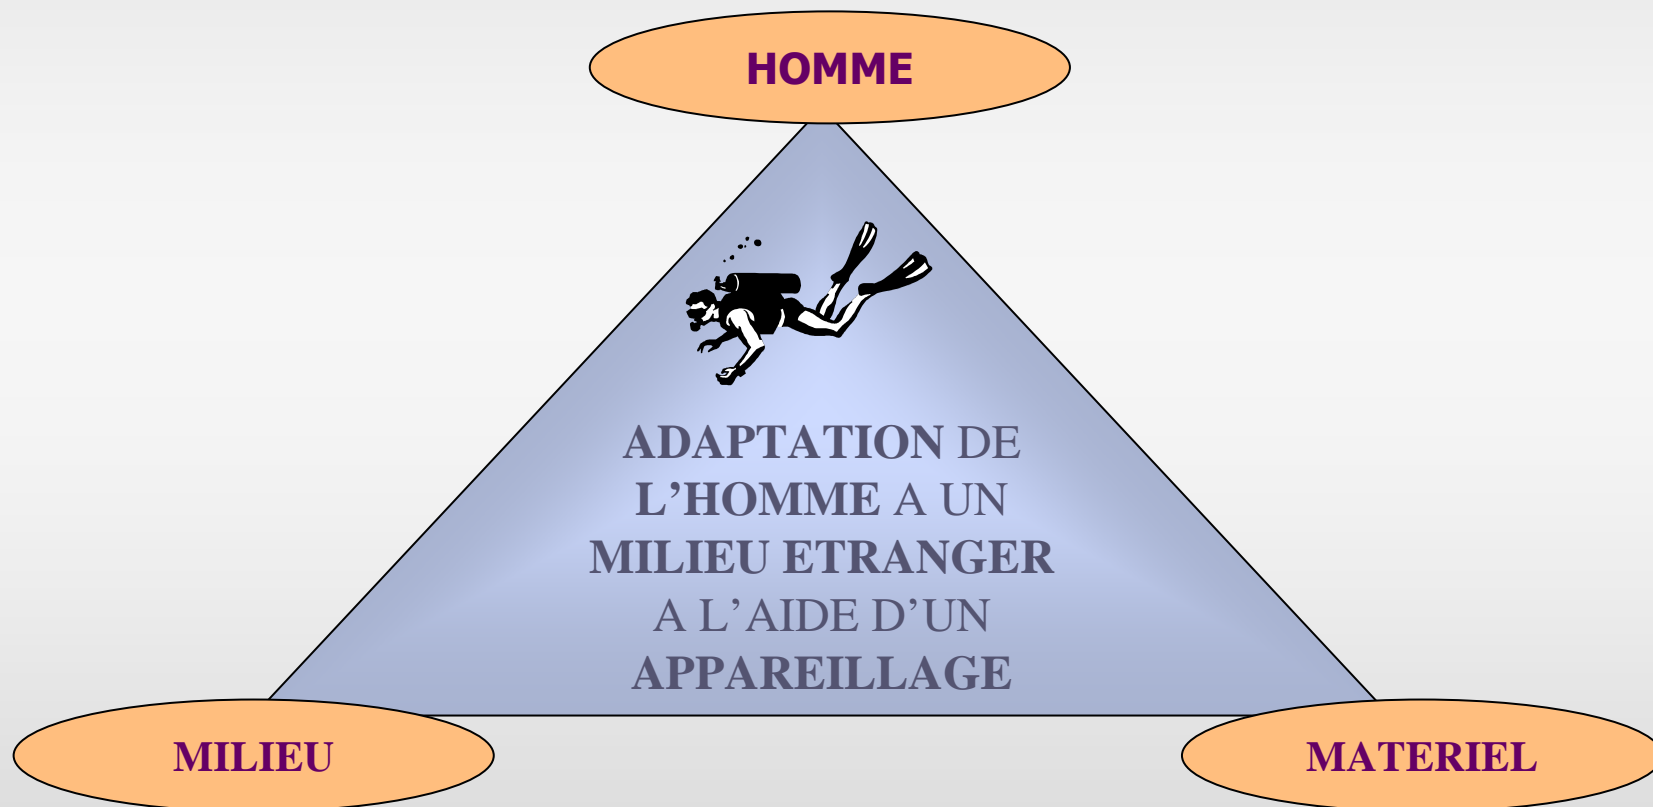 HOMME
ADAPTATION DE
L’HOMME A UN
MILIEU ETRANGER
A L’AIDE D’UN
APPAREILLAGE
MILIEU
MATERIEL